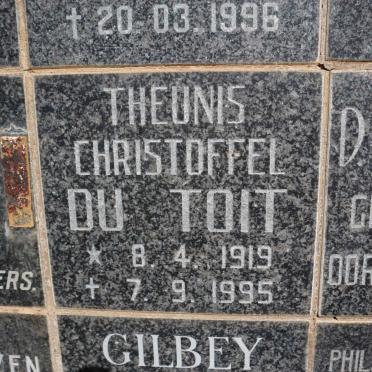 † 20.03.1996
THEUNIS
CHRISTOFFEL
DU TOIT
* 8. 4. 1919
† 7. 9. 1995
GILBEY